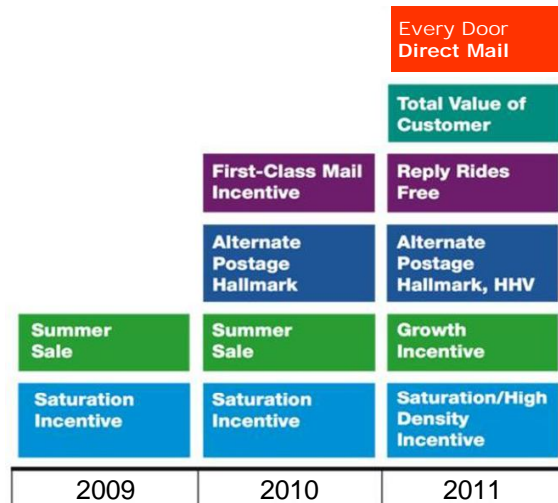 Every Door
Direct Mail
Total Value of
Customer
First-Class Mail
Incentive
Reply Rides
Free
Alternate
Postage
Hallmark
Alternate
Postage
Hallmark, HHV
Summer
Sale
Summer
Sale
Growth
Incentive
Saturation
Incentive
Saturation
Incentive
Saturation/High
Density
Incentive
2009
2010
2011